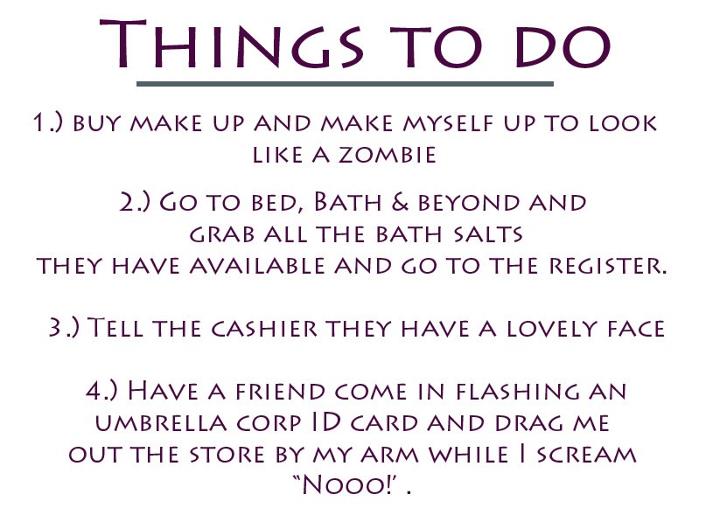 Things to do
1.) buy make up and make myself up to look
like a zombie
2.) Go to bed, Bath & beyond and
grab all the bath salts
they have available and go to the register.
3.) Tell the cashier they have a lovely face
4.) Have a friend come in flashing an
umbrella corp ID card and drag me
out the store by my arm while I scream
“Nooo!’ .